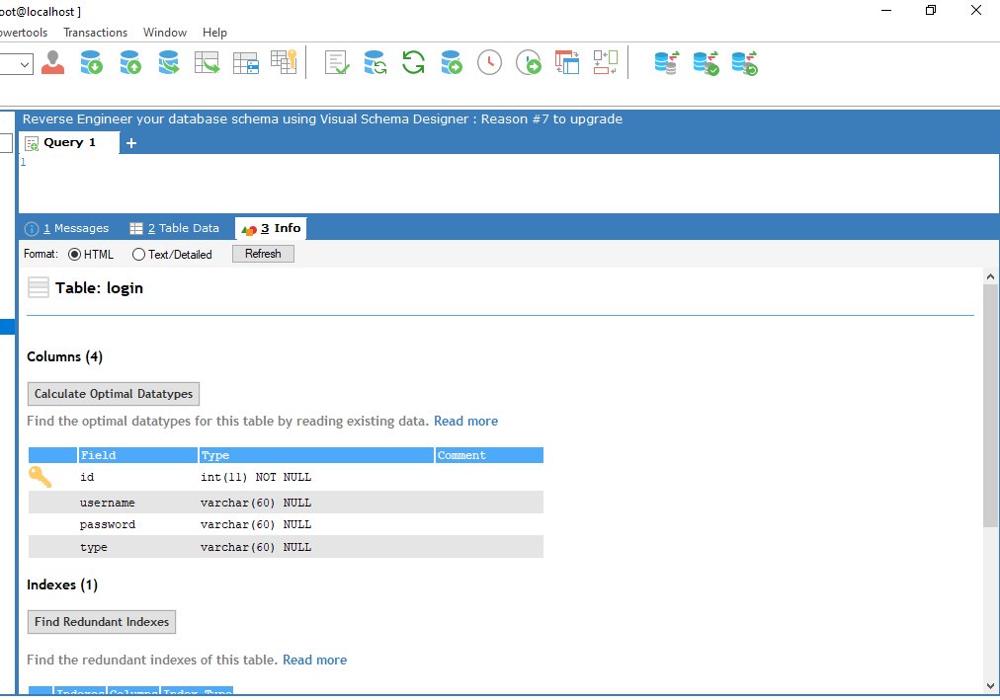 oot@localhost ]
owertools Transactions Window Help
Reverse Engineer your database schema using Visual Schema Designer : Reason #7 to upgrade
Query 1
1
1 Messages 2 Table Data 3 Info
Format: HTML Text/Detailed Refresh
Table: login
Columns (4)
Calculate Optimal Datatypes
Find the optimal datatypes for this table by reading existing data. Read more
Field Type Comment
id int(11) NOT NULL
username varchar(60) NULL
password varchar(60) NULL
type varchar(60) NULL
Indexes (1)
Find Redundant Indexes
Find the redundant indexes of this table. Read more
Indexes Columns Index Type